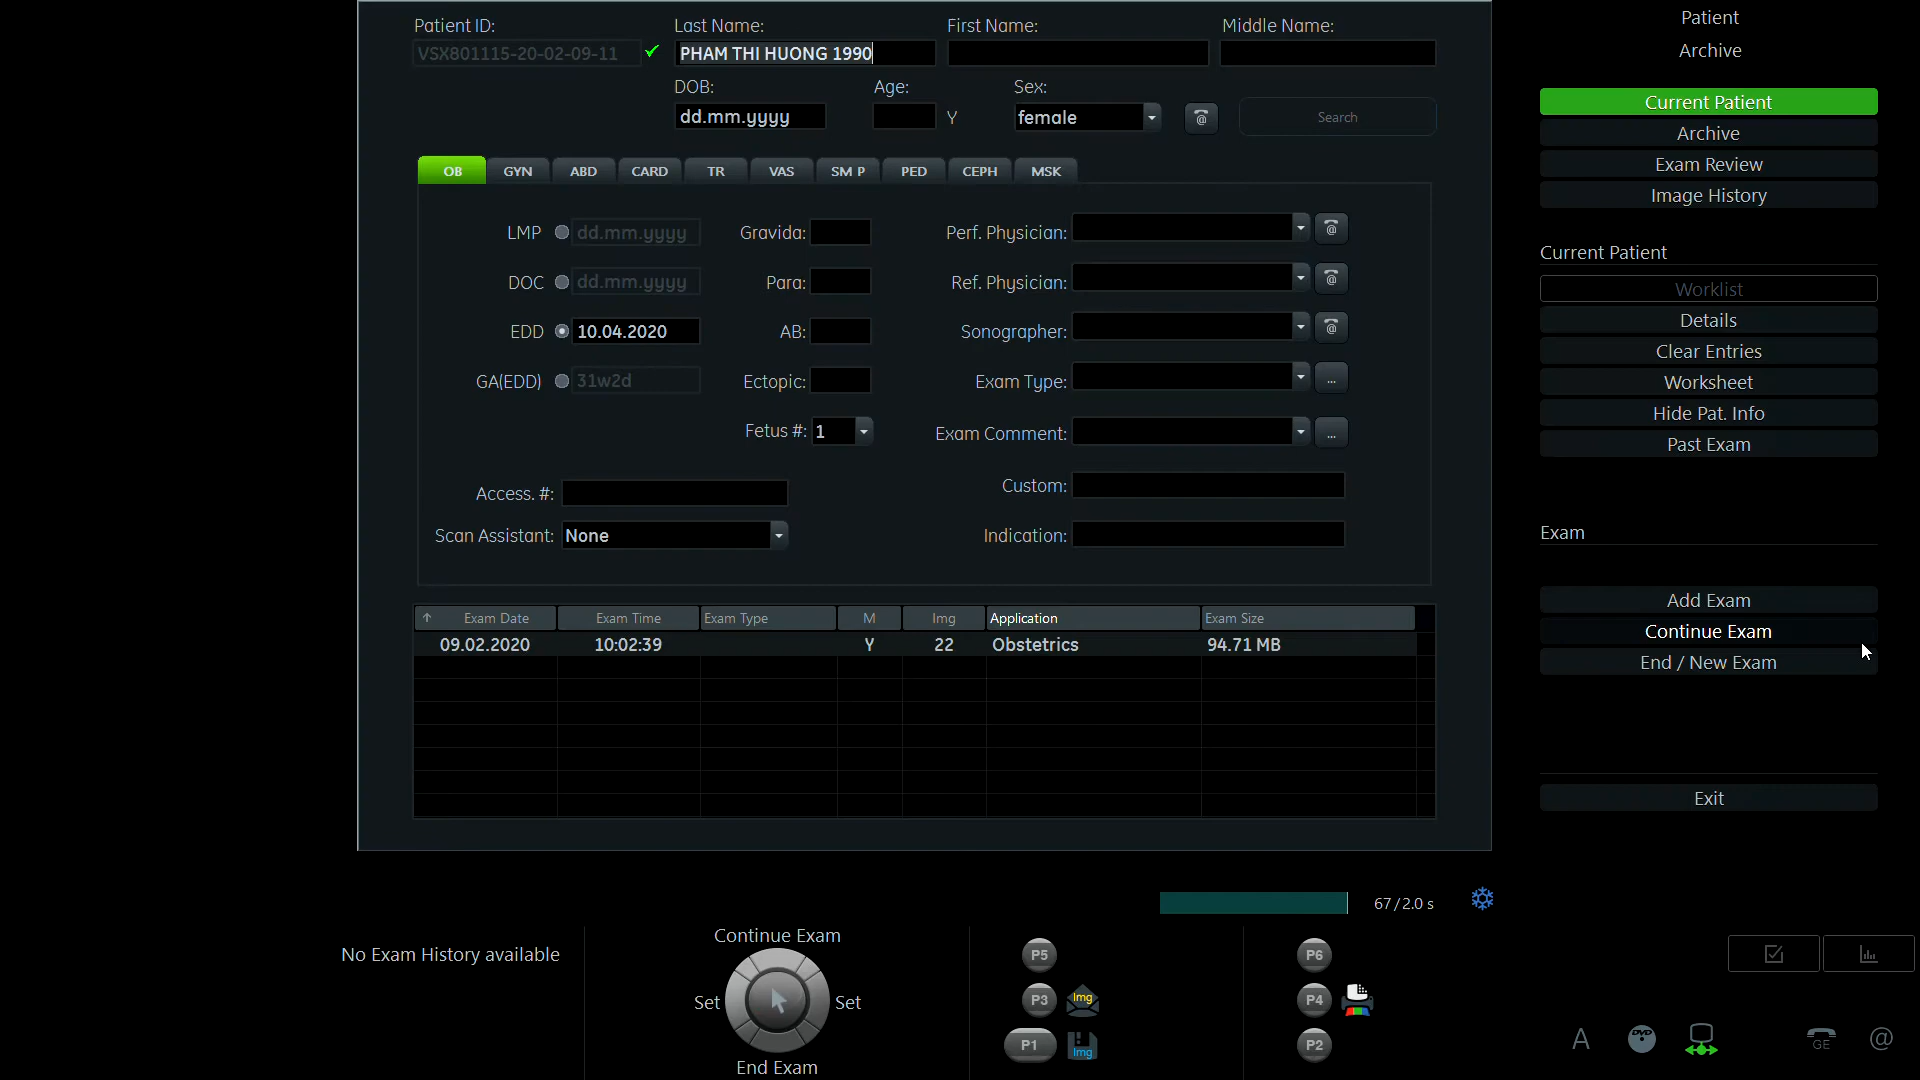 Patient ID: Last Name: First Name: Middle Name:
VSX801115-20-02-09-11 PHAM THI HUONG 1990
DOB: Age: Sex:
dd.mm.yyyy Y female @ Search
OB GYN ABD CARD TR VAS SM P PED CEPH MSK
LMP dd.mm.yyyy Gravida: Perf. Physician: @
DOC dd.mm.yyyy Para: Ref. Physician: @
EDD 10.04.2020 AB: Sonographer: @
GA(EDD) 31w2d Ectopic: Exam Type: ...
Fetus #: 1 Exam Comment: ...
Access. #: Custom:
Scan Assistant: None Indication:
Exam Date Exam Time Exam Type M Img Application Exam Size
09.02.2020 10:02:39 Y 22 Obstetrics 94.71 MB
Patient
Archive
Current Patient
Archive
Exam Review
Image History
Current Patient
Worklist
Details
Clear Entries
Worksheet
Hide Pat. Info
Past Exam
Exam
Add Exam
Continue Exam
End / New Exam
Exit
67/2.0 s
No Exam History available
Continue Exam
Set Set
End Exam
P5 P6
P3 Img P4
P1 Img P2
A DVD GE @